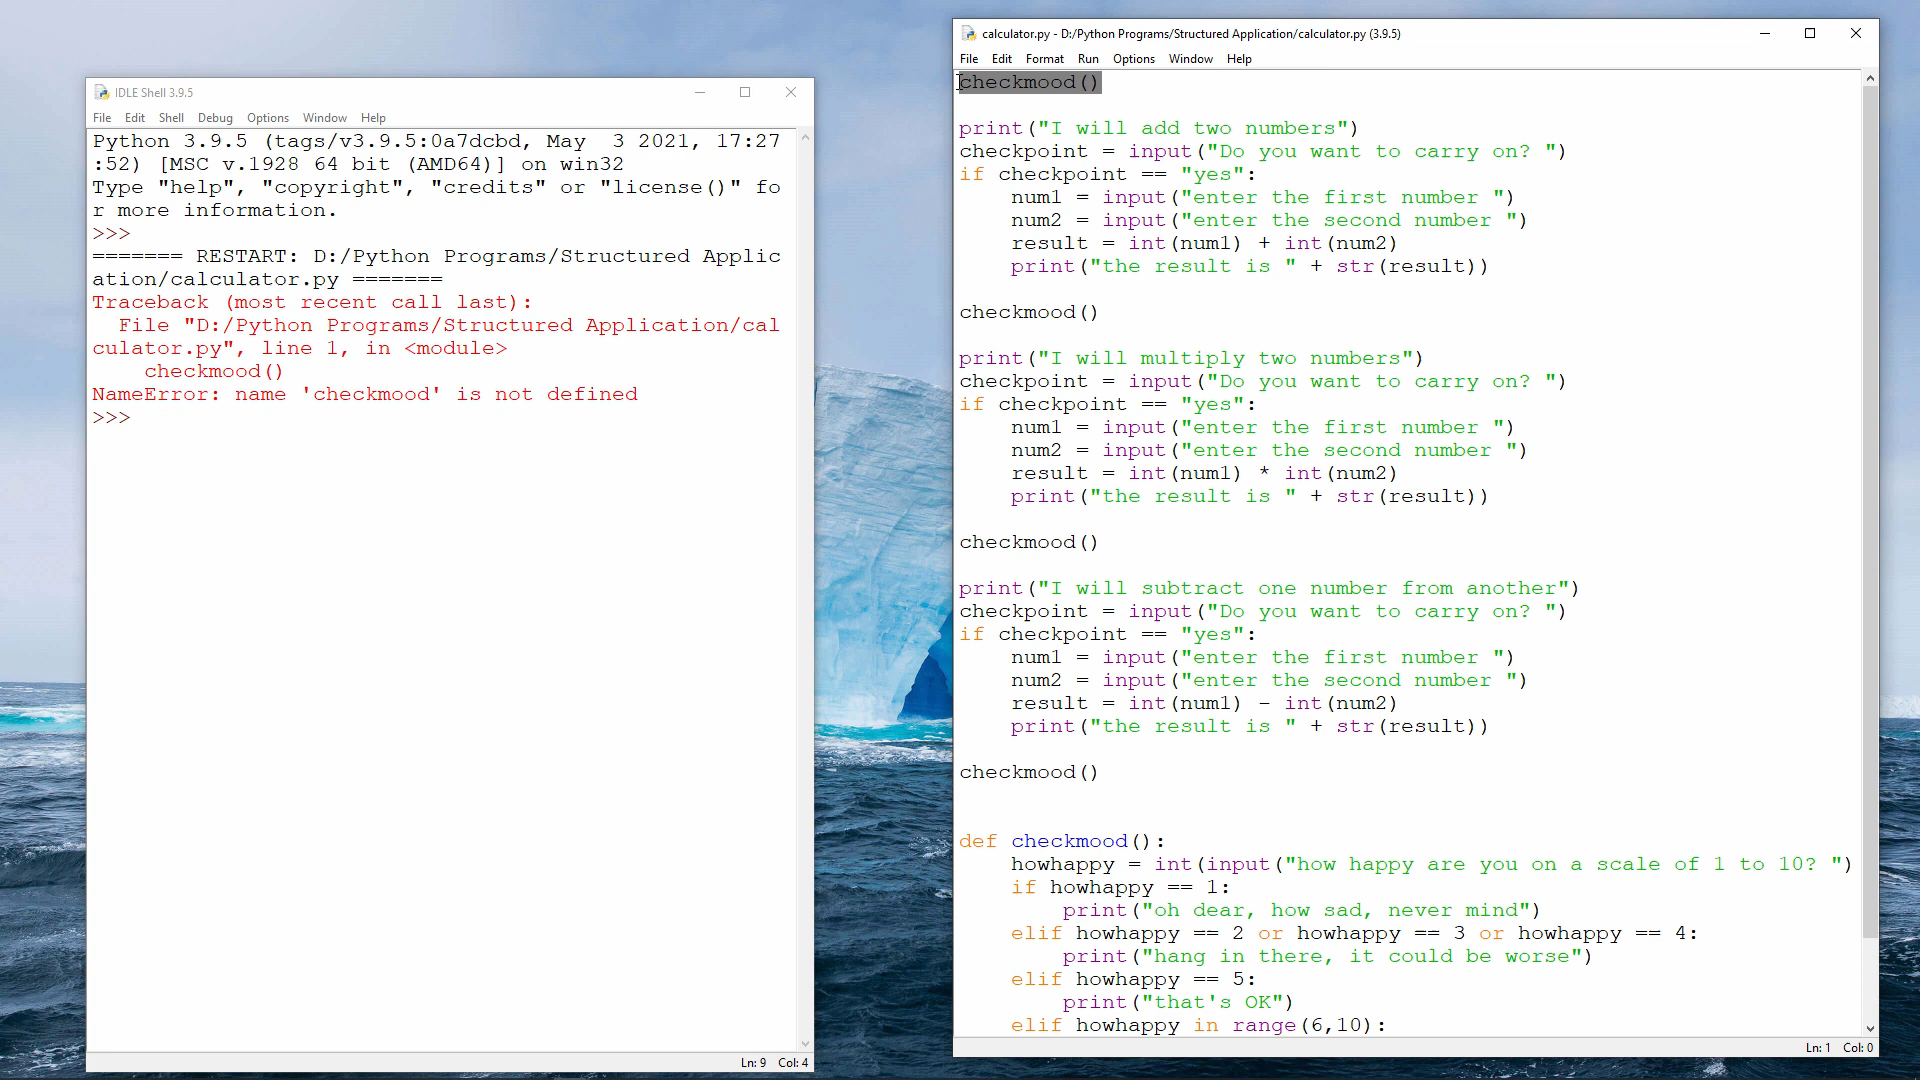 IDLE Shell 3.9.5
File Edit Shell Debug Options Window Help
Python 3.9.5 (tags/v3.9.5:0a7dcbd, May  3 2021, 17:27
:52) [MSC v.1928 64 bit (AMD64)] on win32
Type "help", "copyright", "credits" or "license()" fo
r more information.
>>>
======= RESTART: D:/Python Programs/Structured Applic
ation/calculator.py =======
Traceback (most recent call last):
  File "D:/Python Programs/Structured Application/cal
culator.py", line 1, in <module>
    checkmood()
NameError: name 'checkmood' is not defined
>>>
Ln: 9 Col: 4
calculator.py - D:/Python Programs/Structured Application/calculator.py (3.9.5)
File Edit Format Run Options Window Help
checkmood()
print("I will add two numbers")
checkpoint = input("Do you want to carry on? ")
if checkpoint == "yes":
    num1 = input("enter the first number ")
    num2 = input("enter the second number ")
    result = int(num1) + int(num2)
    print("the result is " + str(result))
checkmood()
print("I will multiply two numbers")
checkpoint = input("Do you want to carry on? ")
if checkpoint == "yes":
    num1 = input("enter the first number ")
    num2 = input("enter the second number ")
    result = int(num1) * int(num2)
    print("the result is " + str(result))
checkmood()
print("I will subtract one number from another")
checkpoint = input("Do you want to carry on? ")
if checkpoint == "yes":
    num1 = input("enter the first number ")
    num2 = input("enter the second number ")
    result = int(num1) - int(num2)
    print("the result is " + str(result))
checkmood()
def checkmood():
    howhappy = int(input("how happy are you on a scale of 1 to 10? ")
    if howhappy == 1:
        print("oh dear, how sad, never mind")
    elif howhappy == 2 or howhappy == 3 or howhappy == 4:
        print("hang in there, it could be worse")
    elif howhappy == 5:
        print("that's OK")
    elif howhappy in range(6,10):
Ln: 1 Col: 0